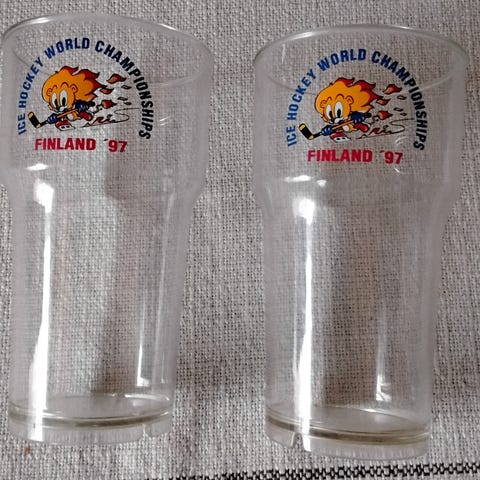 ICE HOCKEY WORLD CHAMPIONSHIPS
FINLAND '97
ICE HOCKEY WORLD CHAMPIONSHIPS
FINLAND '97